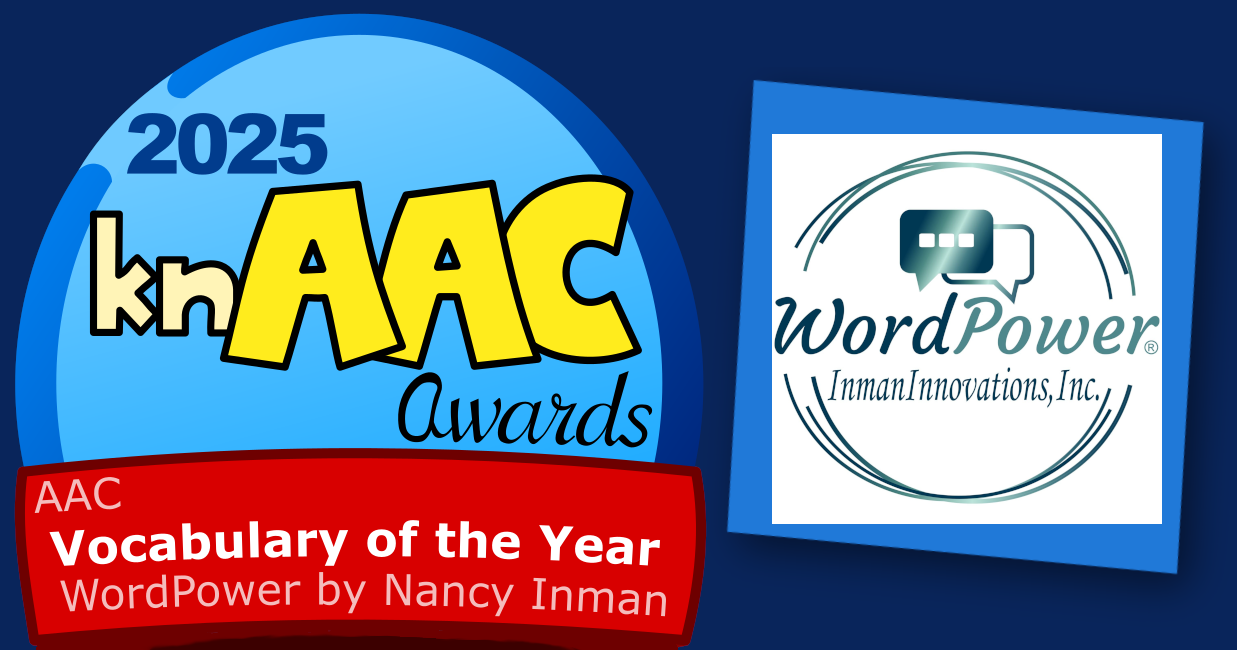 2025
knAAC
Awards
AAC
Vocabulary of the Year
WordPower by Nancy Inman
WordPower®
InmanInnovations, Inc.